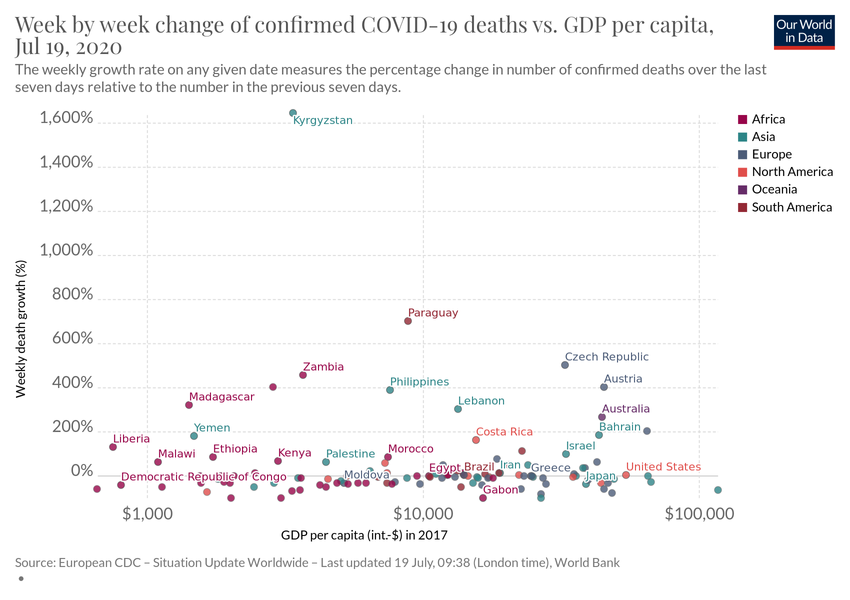 Week by week change of confirmed COVID-19 deaths vs. GDP per capita,
Jul 19, 2020
Our World
in Data
The weekly growth rate on any given date measures the percentage change in number of confirmed deaths over the last
seven days relative to the number in the previous seven days.
1,600%
Kyrgyzstan
Africa
Asia
Europe
North America
Oceania
South America
1,400%
1,200%
1,000%
800%
Paraguay
600%
Czech Republic
Zambia
Austria
Philippines
400%
Madagascar
Lebanon
Australia
Yemen
Costa Rica
Bahrain
200%
Liberia
Malawi
Ethiopia
Kenya
Palestine
Morocco
Israel
0%
Democratic Republic of Congo
Moldova
Egypt
Brazil
Iran
Greece
Japan
United States
Gabon
$1,000
$10,000
$100,000
Weekly death growth (%)
GDP per capita (int.-$) in 2017
Source: European CDC – Situation Update Worldwide – Last updated 19 July, 09:38 (London time), World Bank